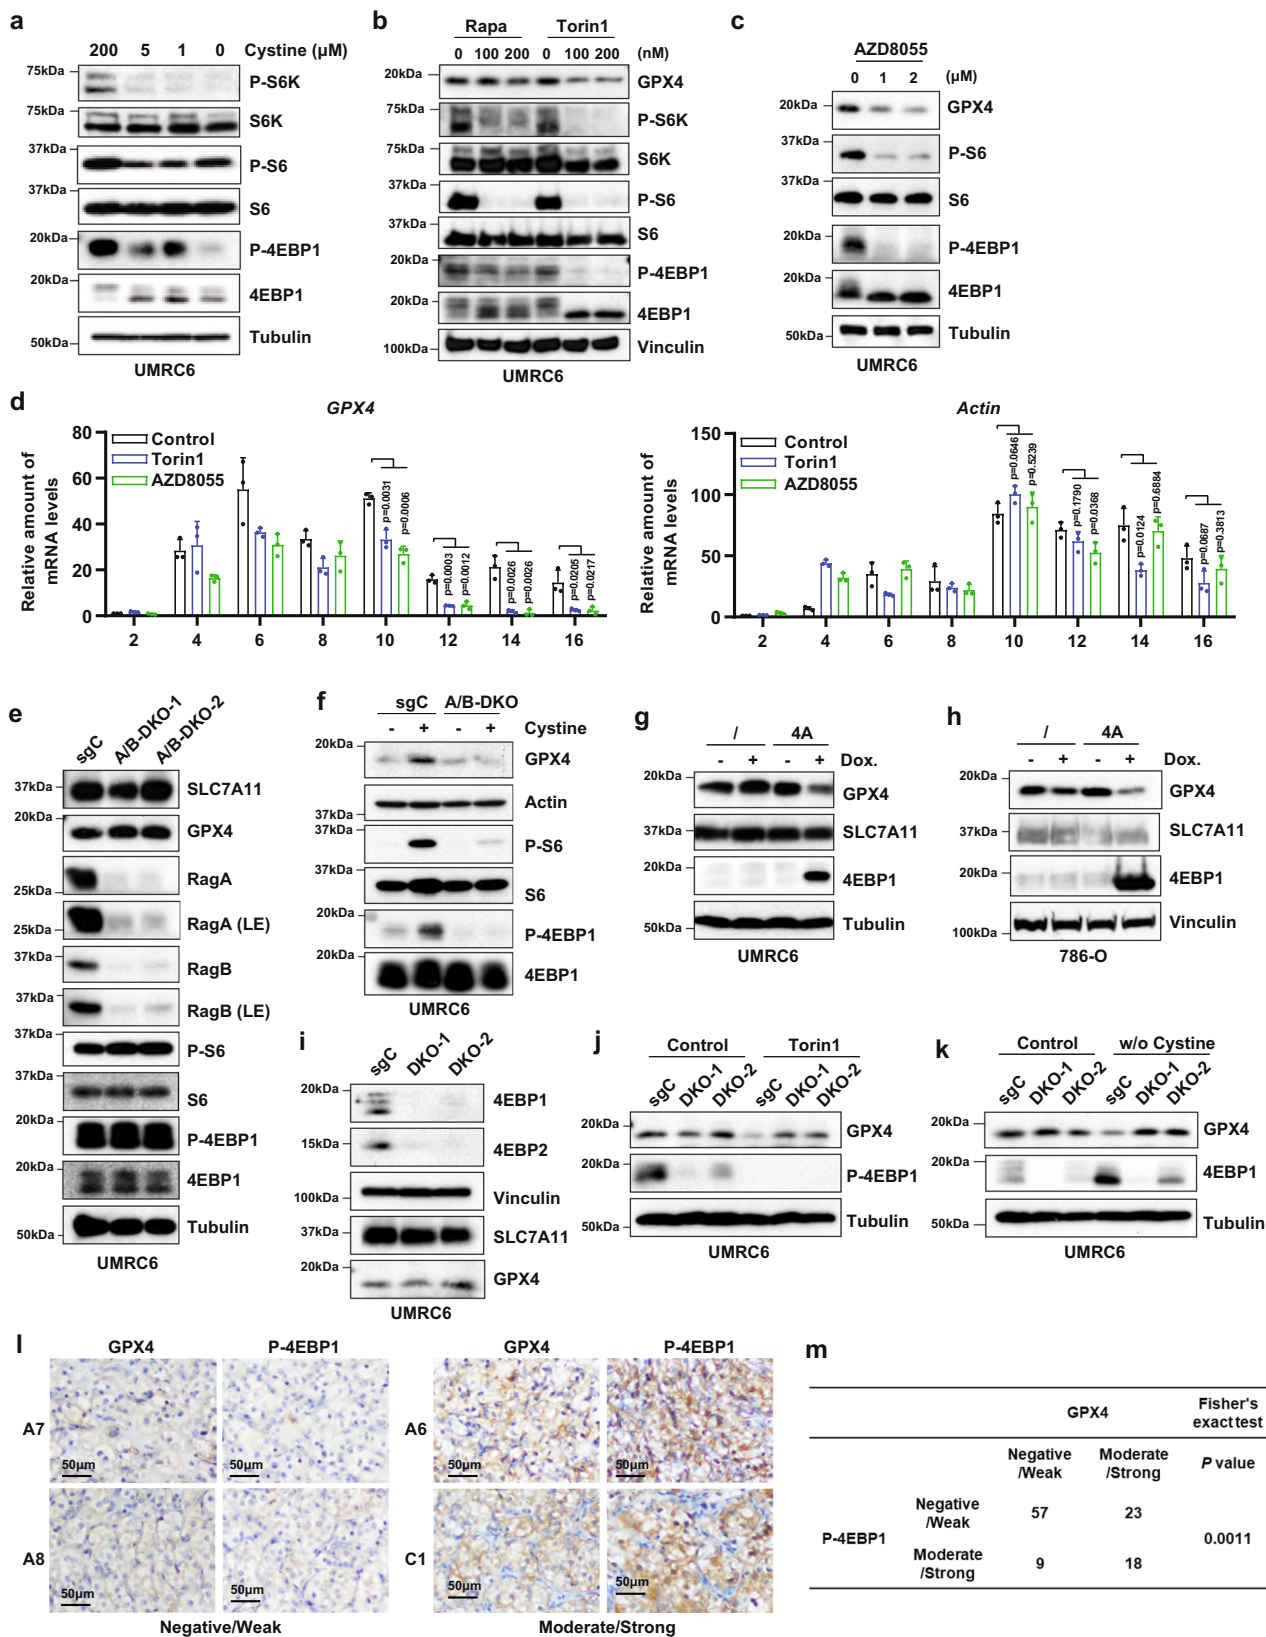 a
200 5 1 0 Cystine (μM)
75kDa P-S6K
75kDa S6K
37kDa P-S6
37kDa S6
20kDa P-4EBP1
20kDa 4EBP1
50kDa Tubulin
UMRC6
b
Rapa Torin1
0 100 200 0 100 200 (nM)
20kDa GPX4
75kDa P-S6K
75kDa S6K
P-S6
37kDa S6
20kDa P-4EBP1
20kDa 4EBP1
100kDa Vinculin
UMRC6
c
AZD8055
0 1 2 (μM)
20kDa GPX4
37kDa P-S6
37kDa S6
20kDa P-4EBP1
20kDa 4EBP1
50kDa Tubulin
UMRC6
d
GPX4
Relative amount of
mRNA levels
80
60
40
20
0
Control
Torin1
AZD8055
p=0.0031
p=0.0006
p=0.0002
p=0.0012
p=0.0026
p=0.0026
p=0.0205
p=0.0217
2 4 6 8 10 12 14 16
Actin
Relative amount of
mRNA levels
150
100
50
0
Control
Torin1
AZD8055
p=0.0646
p=0.5239
p=0.1790
p=0.0368
p=0.0124
p=0.6884
p=0.0687
p=0.3813
2 4 6 8 10 12 14 16
e
sgC A/B-DKO-1 A/B-DKO-2
37kDa SLC7A11
20kDa GPX4
25kDa RagA
25kDa RagA (LE)
37kDa RagB
37kDa RagB (LE)
37kDa P-S6
37kDa S6
20kDa P-4EBP1
20kDa 4EBP1
50kDa Tubulin
UMRC6
f
sgC A/B-DKO
- + - + Cystine
20kDa GPX4
37kDa Actin
37kDa P-S6
37kDa S6
20kDa P-4EBP1
20kDa 4EBP1
UMRC6
g
/ 4A
- + - + Dox.
20kDa GPX4
37kDa SLC7A11
20kDa 4EBP1
50kDa Tubulin
UMRC6
h
/ 4A
- + - + Dox.
20kDa GPX4
37kDa SLC7A11
20kDa 4EBP1
100kDa Vinculin
786-O
i
sgC DKO-1 DKO-2
20kDa 4EBP1
15kDa 4EBP2
100kDa Vinculin
37kDa SLC7A11
20kDa GPX4
UMRC6
j
Control Torin1
sgC DKO-1 DKO-2 sgC DKO-1 DKO-2
20kDa GPX4
20kDa P-4EBP1
50kDa Tubulin
UMRC6
k
Control w/o Cystine
sgC DKO-1 DKO-2 sgC DKO-1 DKO-2
20kDa GPX4
20kDa 4EBP1
50kDa Tubulin
UMRC6
l
GPX4 P-4EBP1 GPX4 P-4EBP1
A7 50μm 50μm A6 50μm 50μm
A8 50μm 50μm C1 50μm 50μm
Negative/Weak Moderate/Strong
m
GPX4 Fisher's
exact test
Negative
/Weak Moderate
/Strong P value
P-4EBP1
Negative
/Weak 57 23
0.0011
Moderate
/Strong 9 18